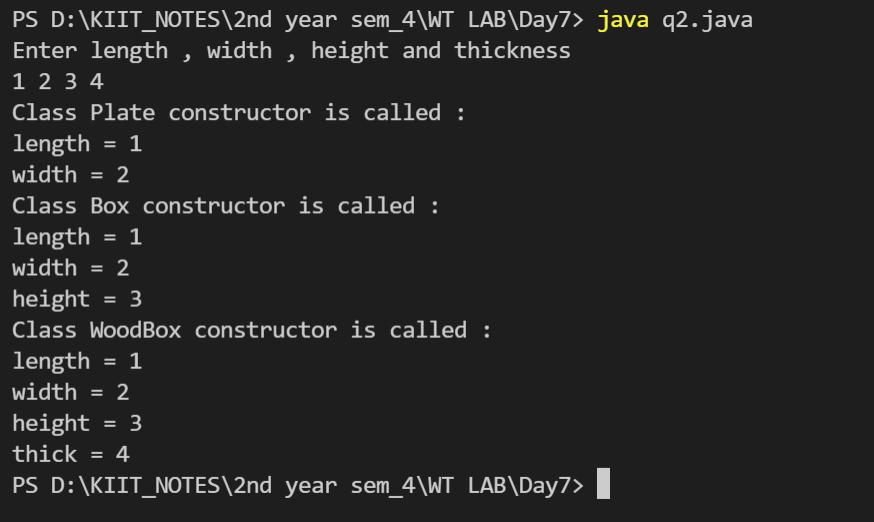 PS D:\KIIT_NOTES\2nd year sem_4\WT LAB\Day7> java q2.java
Enter length , width , height and thickness
1 2 3 4
Class Plate constructor is called :
length = 1
width = 2
Class Box constructor is called :
length = 1
width = 2
height = 3
Class WoodBox constructor is called :
length = 1
width = 2
height = 3
thick = 4
PS D:\KIIT_NOTES\2nd year sem_4\WT LAB\Day7>